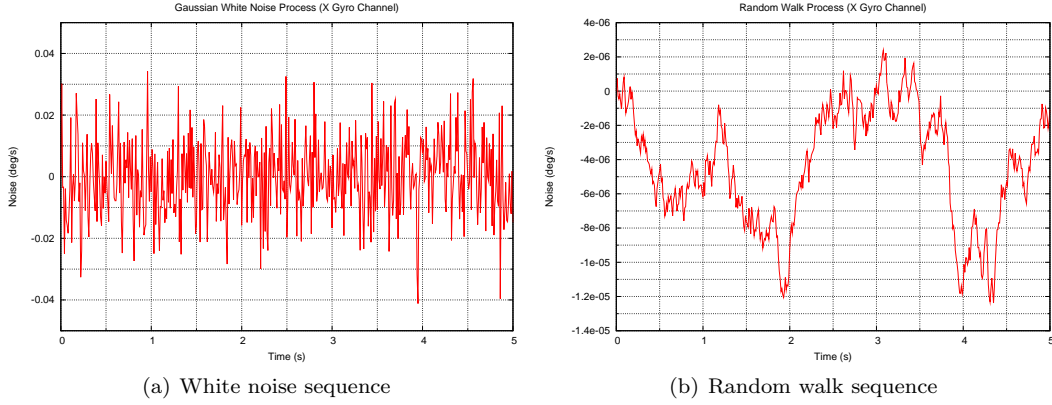 Gaussian White Noise Process (X Gyro Channel)
0.04
0.02
0
-0.02
-0.04
Noise (deg/s)
0 1 2 3 4 5
Time (s)
(a) White noise sequence
Random Walk Process (X Gyro Channel)
2e-06
0
-2e-06
-4e-06
-6e-06
-8e-06
-1e-05
-1.2e-05
-1.4e-05
Noise (deg/s)
0 1 2 3 4 5
Time (s)
(b) Random walk sequence